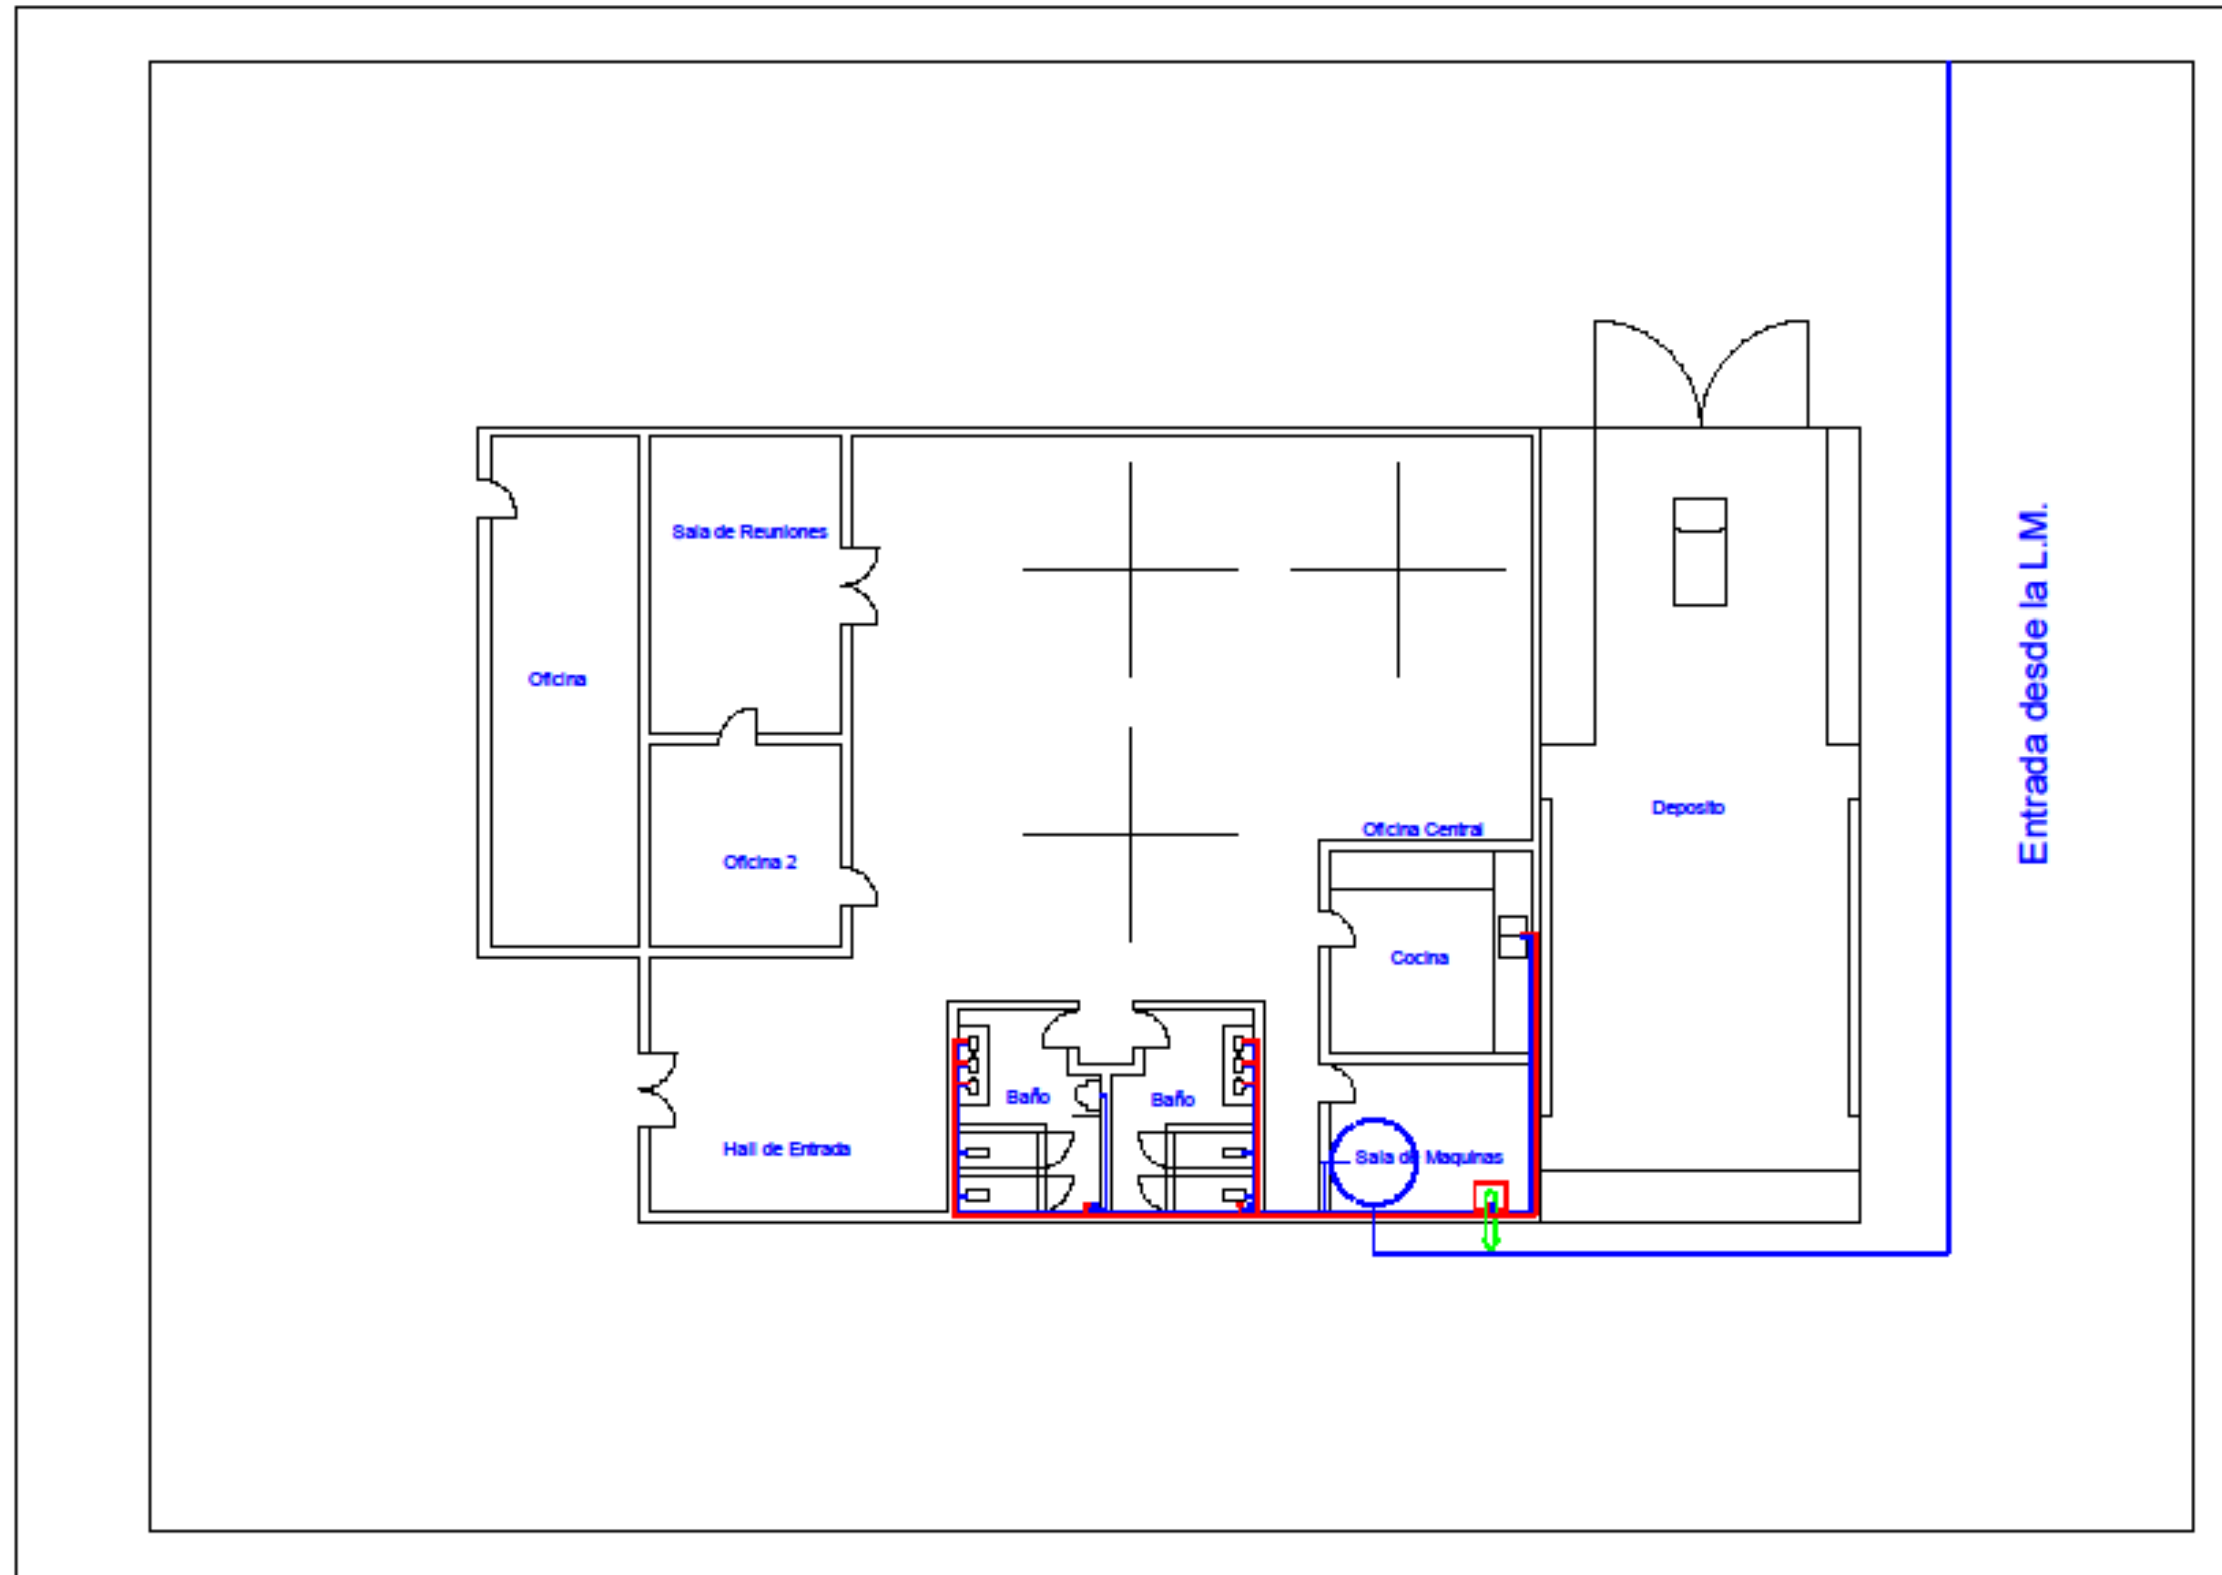 Sala de Reuniones
Entrada desde la L.M.
Oficina
Deposito
Oficina Central
Oficina 2
Cocina
Baño
Baño
Hall de Entrada
Sala de Maquinas